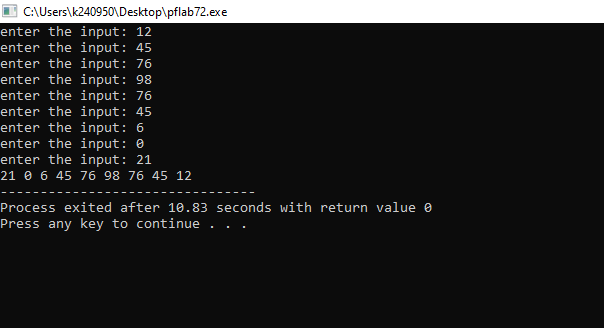 C:\Users\k240950\Desktop\pflab72.exe
enter the input: 12
enter the input: 45
enter the input: 76
enter the input: 98
enter the input: 76
enter the input: 45
enter the input: 6
enter the input: 0
enter the input: 21
21 0 6 45 76 98 76 45 12
--------------------------------
Process exited after 10.83 seconds with return value 0
Press any key to continue . . .